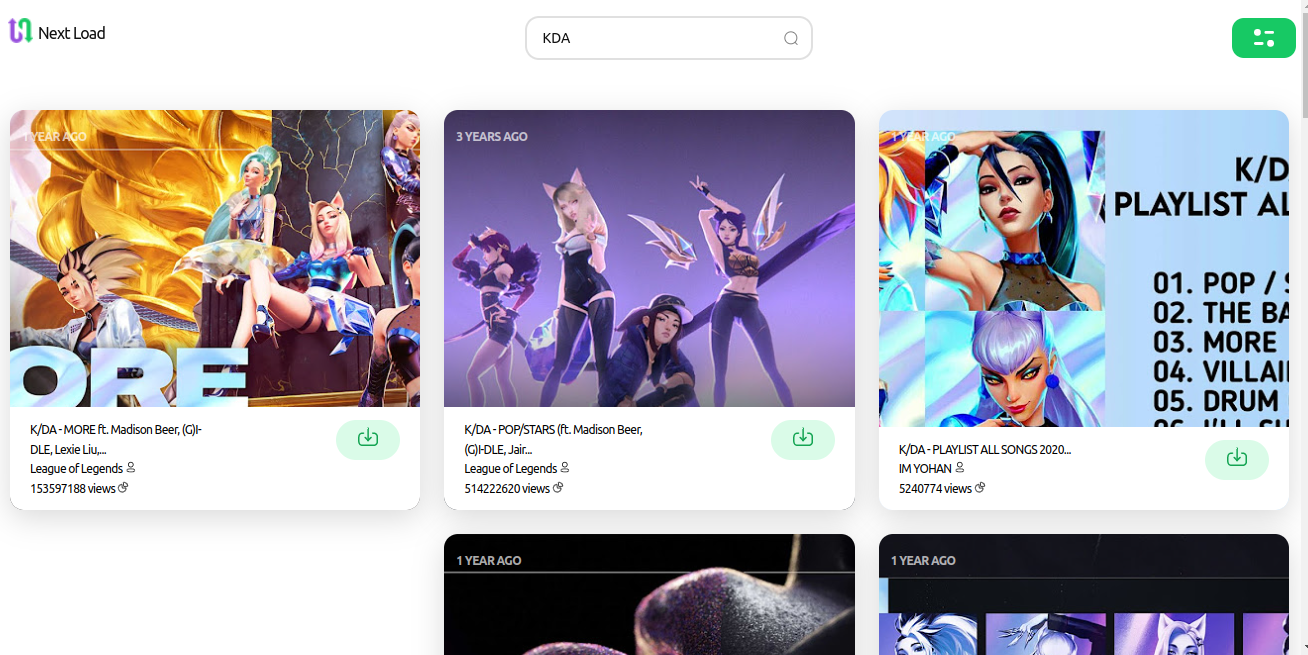 Next Load
KDA
1 YEAR AGO
ORE
K/DA - MORE ft. Madison Beer, (G)I-
DLE, Lexie Liu,...
League of Legends
153597188 views
3 YEARS AGO
K/DA - POP/STARS (ft. Madison Beer,
(G)I-DLE, Jair...
League of Legends
514222620 views
1 YEAR AGO
K/D
PLAYLIST AL
01. POP / S
02. THE BA
03. MORE
04. VILLAI
05. DRUM
K/DA - PLAYLIST ALL SONGS 2020...
IM YOHAN
5240774 views
1 YEAR AGO
1 YEAR AGO